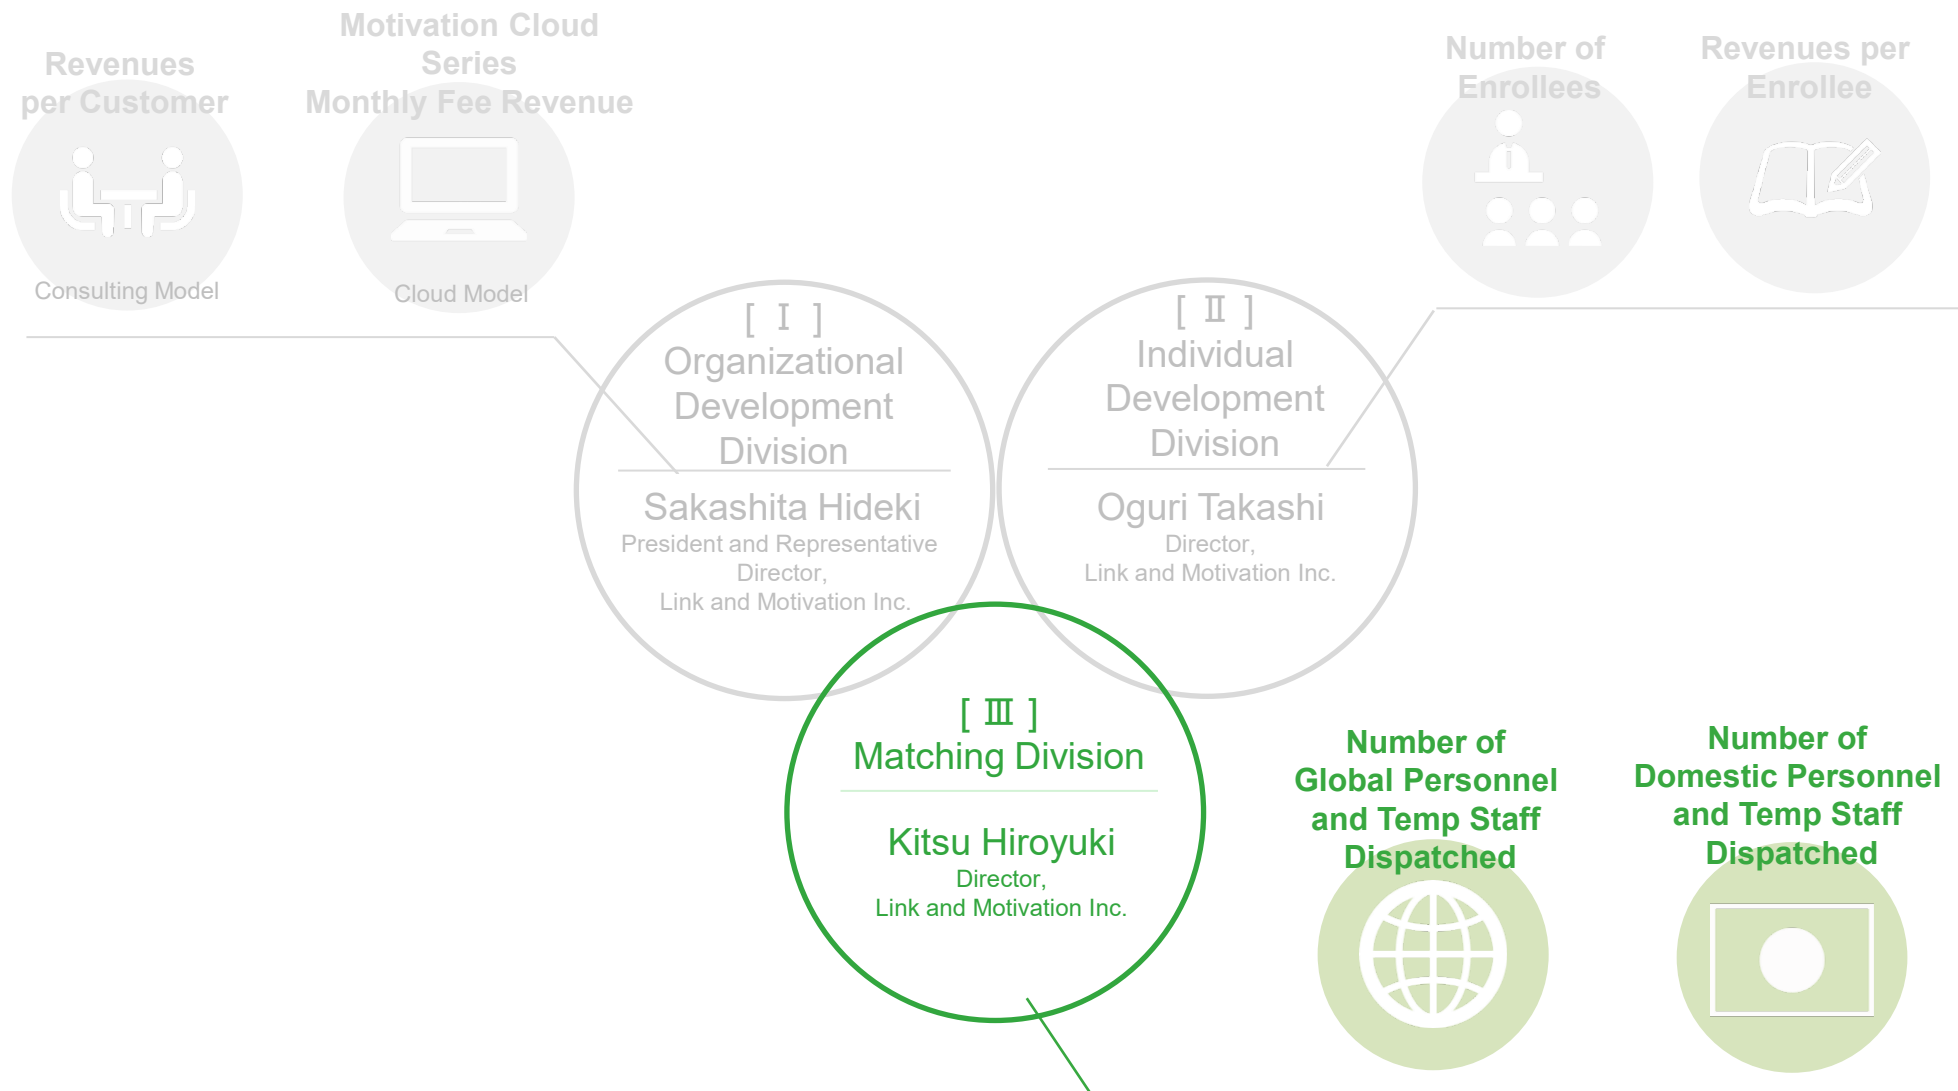 Revenues
per Customer
Consulting Model
Motivation Cloud
Series
Monthly Fee Revenue
Cloud Model
Number of
Enrollees
Revenues per
Enrollee
[ Ⅰ ]
Organizational
Development
Division
Sakashita Hideki
President and Representative
Director,
Link and Motivation Inc.
[ Ⅱ ]
Individual
Development
Division
Oguri Takashi
Director,
Link and Motivation Inc.
[ Ⅲ ]
Matching Division
Kitsu Hiroyuki
Director,
Link and Motivation Inc.
Number of
Global Personnel
and Temp Staff
Dispatched
Number of
Domestic Personnel
and Temp Staff
Dispatched